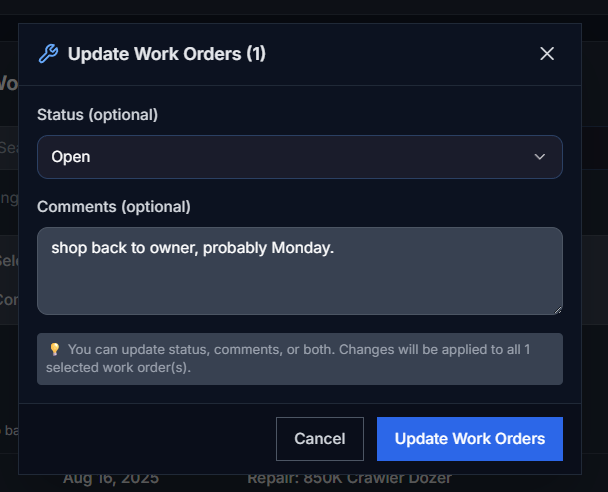 Update Work Orders (1)
Status (optional)
Open
Comments (optional)
shop back to owner, probably Monday.
💡 You can update status, comments, or both. Changes will be applied to all 1
selected work order(s).
Cancel
Update Work Orders
Aug 16, 2025
Repair: 850K Crawler Dozer